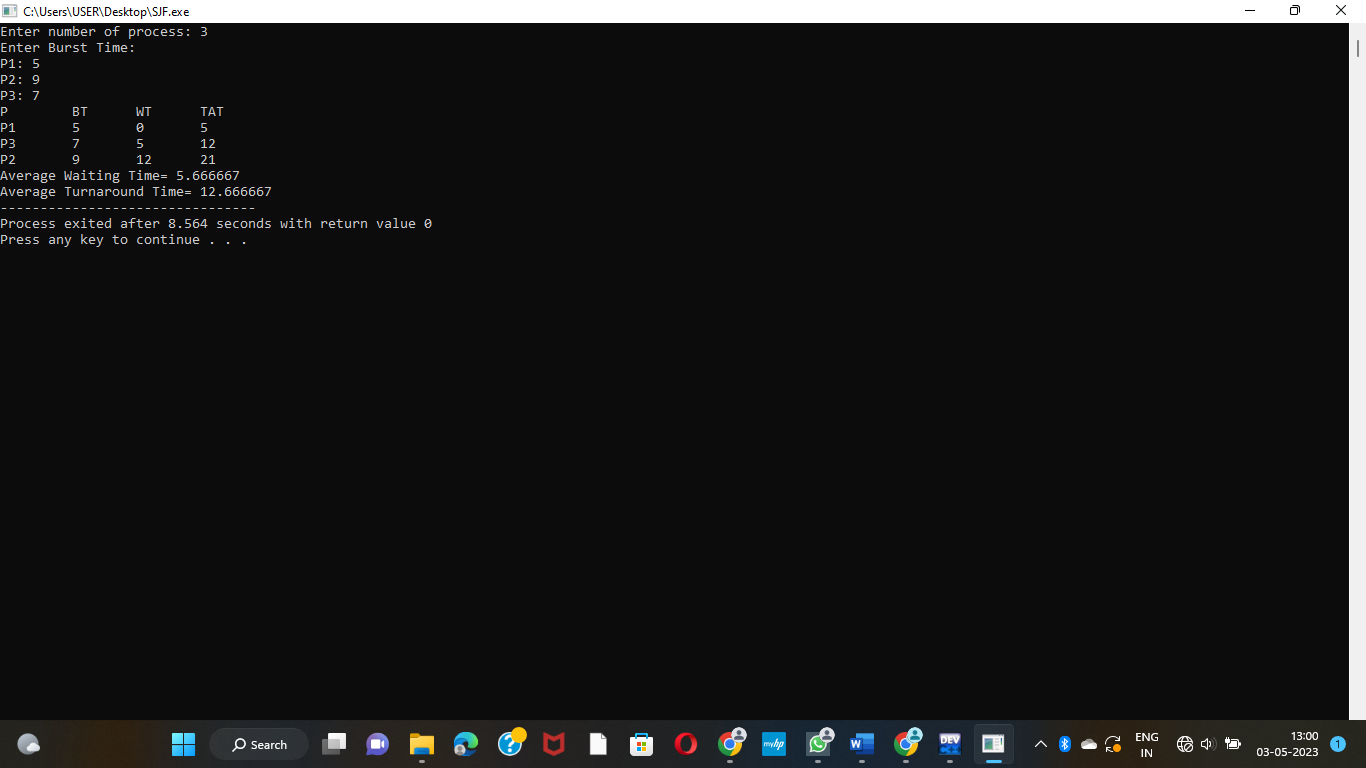 C:\Users\USER\Desktop\SJF.exe
Enter number of process: 3
Enter Burst Time:
P1: 5
P2: 9
P3: 7
P        BT      WT      TAT
P1       5       0       5
P3       7       5       12
P2       9       12      21
Average Waiting Time= 5.666667
Average Turnaround Time= 12.666667
--------------------------------
Process exited after 8.564 seconds with return value 0
Press any key to continue . . .
Search
myhp
W
DEV
ENG
IN
13:00
03-05-2023
1